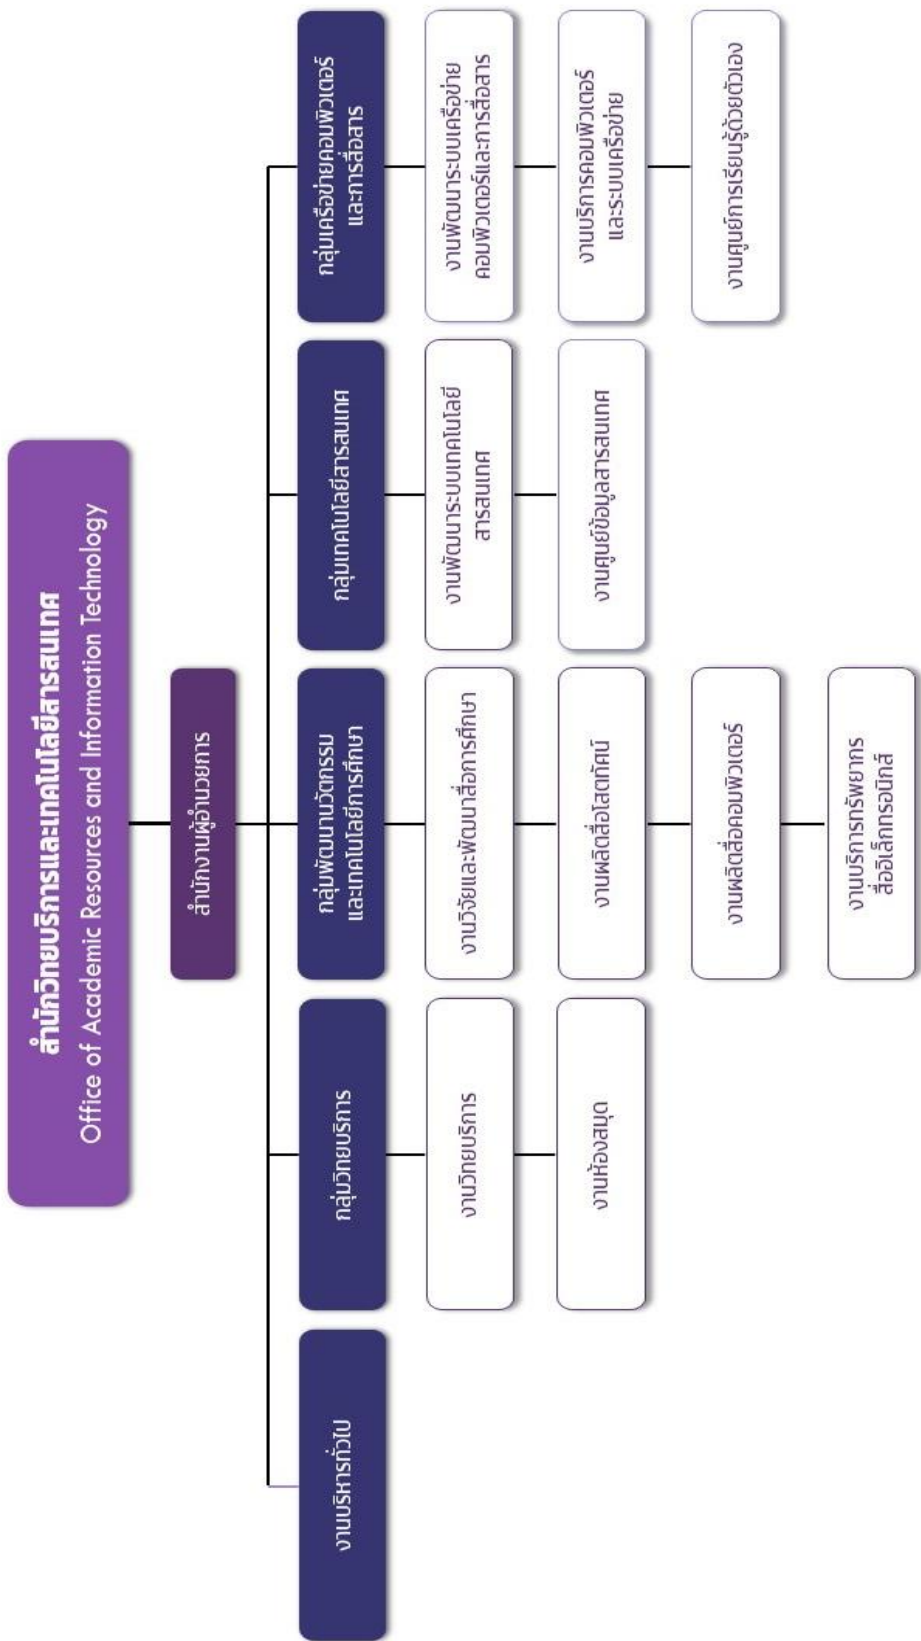 สำนักวิทยบริการและเทคโนโลยีสารสนเทศ
Office of Academic Resources and Information Technology
สำนักงานผู้อำนวยการ
งานบริหารทั่วไป
กลุ่มวิทยบริการ
งานวิทยบริการ
งานห้องสมุด
กลุ่มพัฒนานวัตกรรม
และเทคโนโลยีการศึกษา
งานวิจัยและพัฒนาสื่อการศึกษา
งานผลิตสื่อโสตทัศน์
งานผลิตสื่อคอมพิวเตอร์
งานบริการทรัพยากร
สื่ออิเล็กทรอนิกส์
กลุ่มเทคโนโลยีสารสนเทศ
งานพัฒนาระบบเทคโนโลยี
สารสนเทศ
งานศูนย์ข้อมูลสารสนเทศ
กลุ่มเครือข่ายคอมพิวเตอร์
และการสื่อสาร
งานพัฒนาระบบเครือข่าย
คอมพิวเตอร์และการสื่อสาร
งานบริการคอมพิวเตอร์
และระบบเครือข่าย
งานศูนย์การเรียนรู้ด้วยตัวเอง